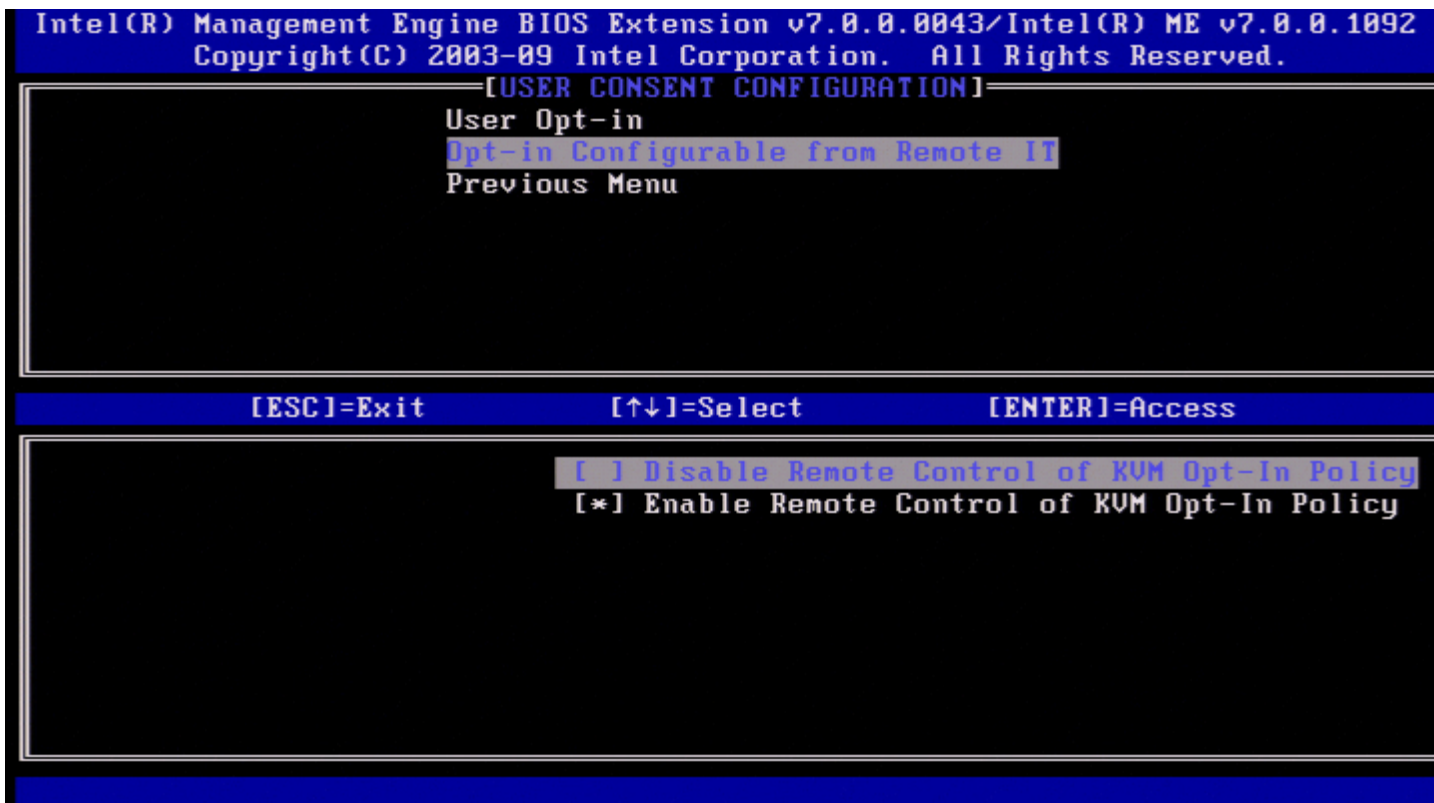 Intel(R) Management Engine BIOS Extension v7.0.0.0043/Intel(R) ME v7.0.0.1092
Copyright(C) 2003-09 Intel Corporation. All Rights Reserved.
[USER CONSENT CONFIGURATION]
User Opt-in
Opt-in Configurable from Remote IT
Previous Menu
[ESC]=Exit [↑↓]=Select [ENTER]=Access
[ ] Disable Remote Control of KVM Opt-In Policy
[*] Enable Remote Control of KVM Opt-In Policy